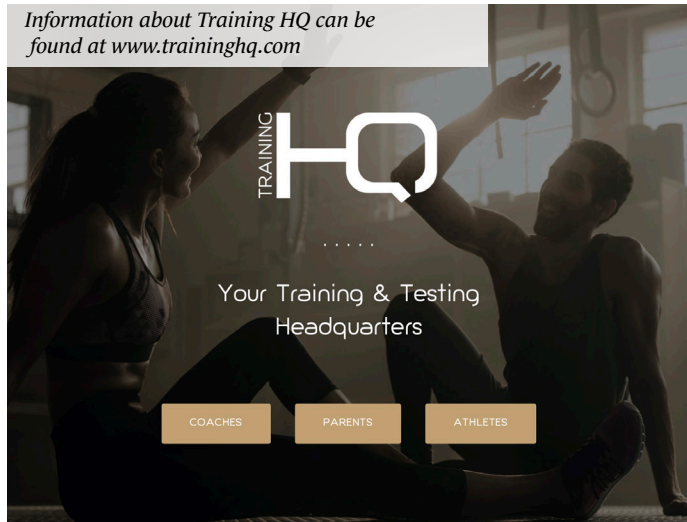 Information about Training HQ can be
found at www.traininghq.com
TRAINING HQ
.....
Your Training & Testing
Headquarters
COACHES PARENTS ATHLETES